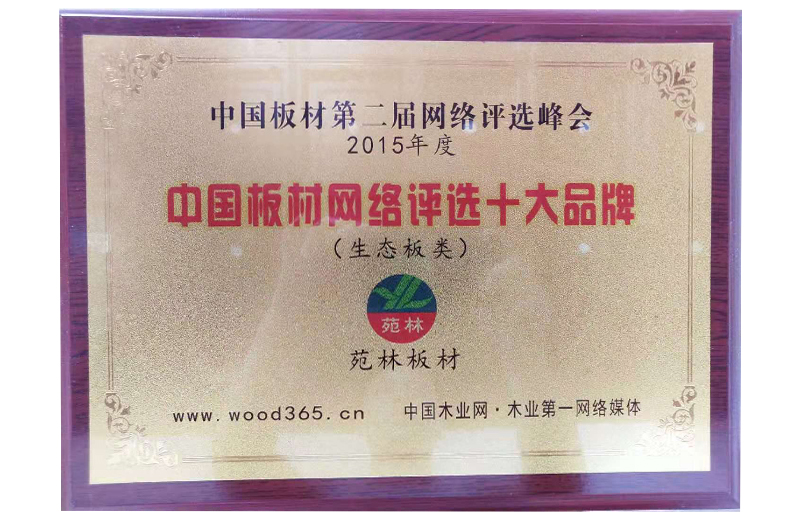 中国板材第二届网络评选峰会
2015年度
中国板材网络评选十大品牌
（生态板类）
YL
苑林
苑林板材
www.wood365.cn 中国木业网·木业第一网络媒体